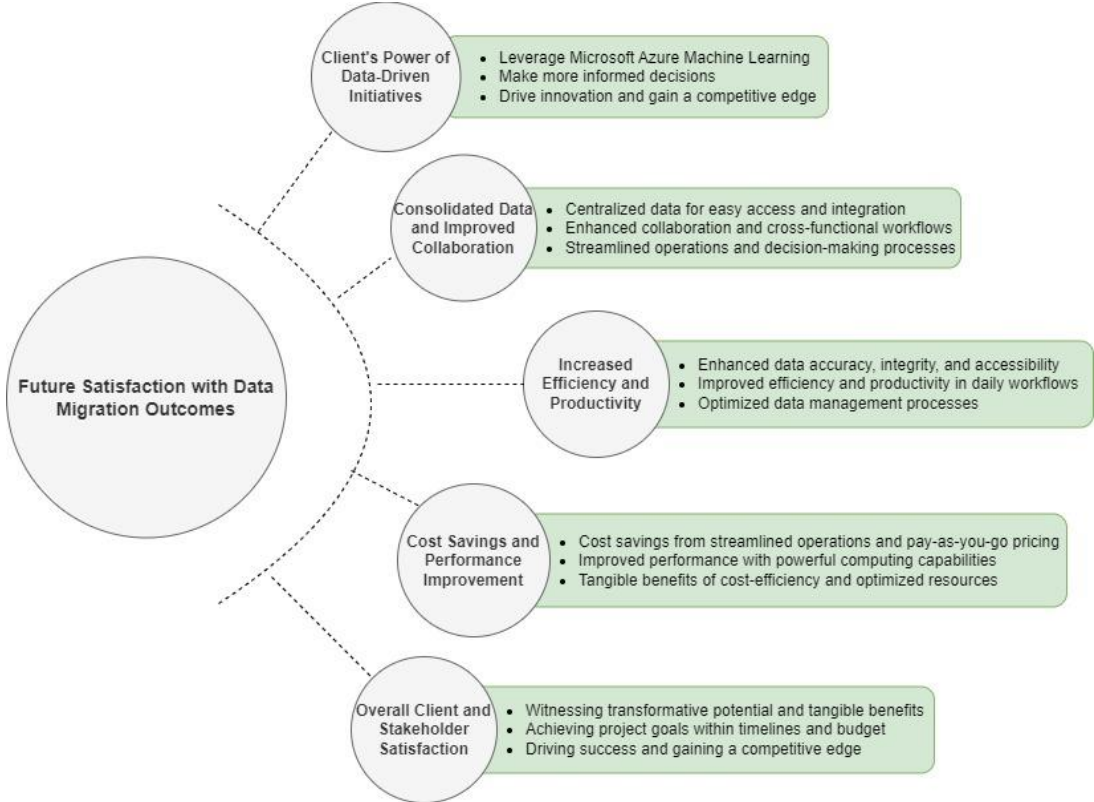 Client's Power of
Data-Driven
Initiatives
• Leverage Microsoft Azure Machine Learning
• Make more informed decisions
• Drive innovation and gain a competitive edge
Consolidated Data
and Improved
Collaboration
• Centralized data for easy access and integration
• Enhanced collaboration and cross-functional workflows
• Streamlined operations and decision-making processes
Future Satisfaction with Data
Migration Outcomes
Increased
Efficiency and
Productivity
• Enhanced data accuracy, integrity, and accessibility
• Improved efficiency and productivity in daily workflows
• Optimized data management processes
Cost Savings and
Performance
Improvement
• Cost savings from streamlined operations and pay-as-you-go pricing
• Improved performance with powerful computing capabilities
• Tangible benefits of cost-efficiency and optimized resources
Overall Client and
Stakeholder
Satisfaction
• Witnessing transformative potential and tangible benefits
• Achieving project goals within timelines and budget
• Driving success and gaining a competitive edge